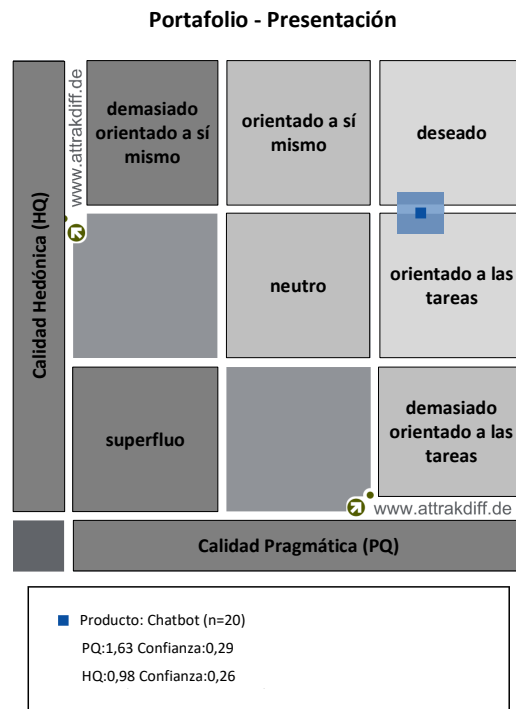 Portafolio - Presentación
www.attrakdiff.de
Calidad Hedónica (HQ)
demasiado
orientado a sí
mismo
orientado a sí
mismo
deseado
neutro
orientado a las
tareas
superfluo
demasiado
orientado a las
tareas
www.attrakdiff.de
Calidad Pragmática (PQ)
Producto: Chatbot (n=20)
PQ:1,63 Confianza:0,29
HQ:0,98 Confianza:0,26